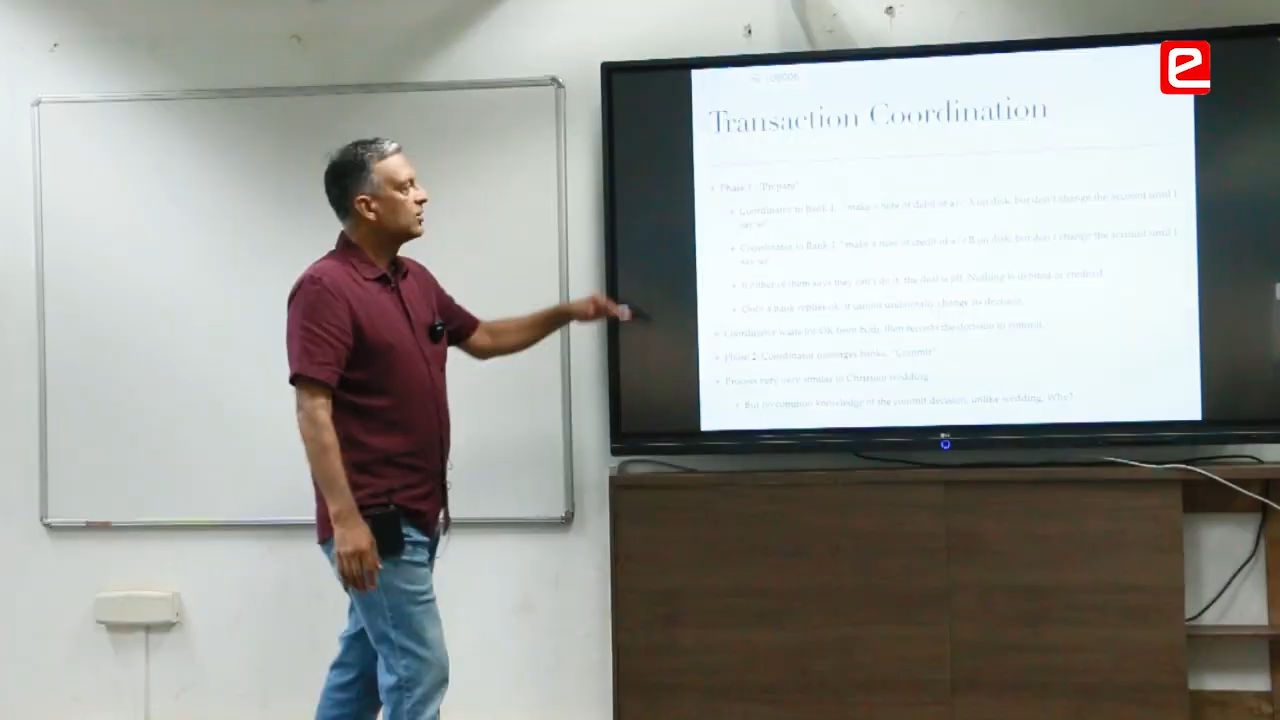 e
Transaction Coordination
Phase 1: "Prepare"
Coordinator to Bank 1: "make a note of debit of a/c A on disk, but don't change the account until I
say so"
Coordinator to Bank 2: "make a note of credit of a/c B on disk, but don't change the account until I
say so"
If either of them says they can't do it, the deal is off. Nothing is debited or credited
Once a bank replies ok, it cannot unilaterally change its decision.
Coordinator waits for OK from both, then records the decision to commit.
Phase 2: Coordinator messages banks, "Commit"
Process very very similar to Christian wedding
But no common knowledge of the commit decision, unlike wedding. Why?